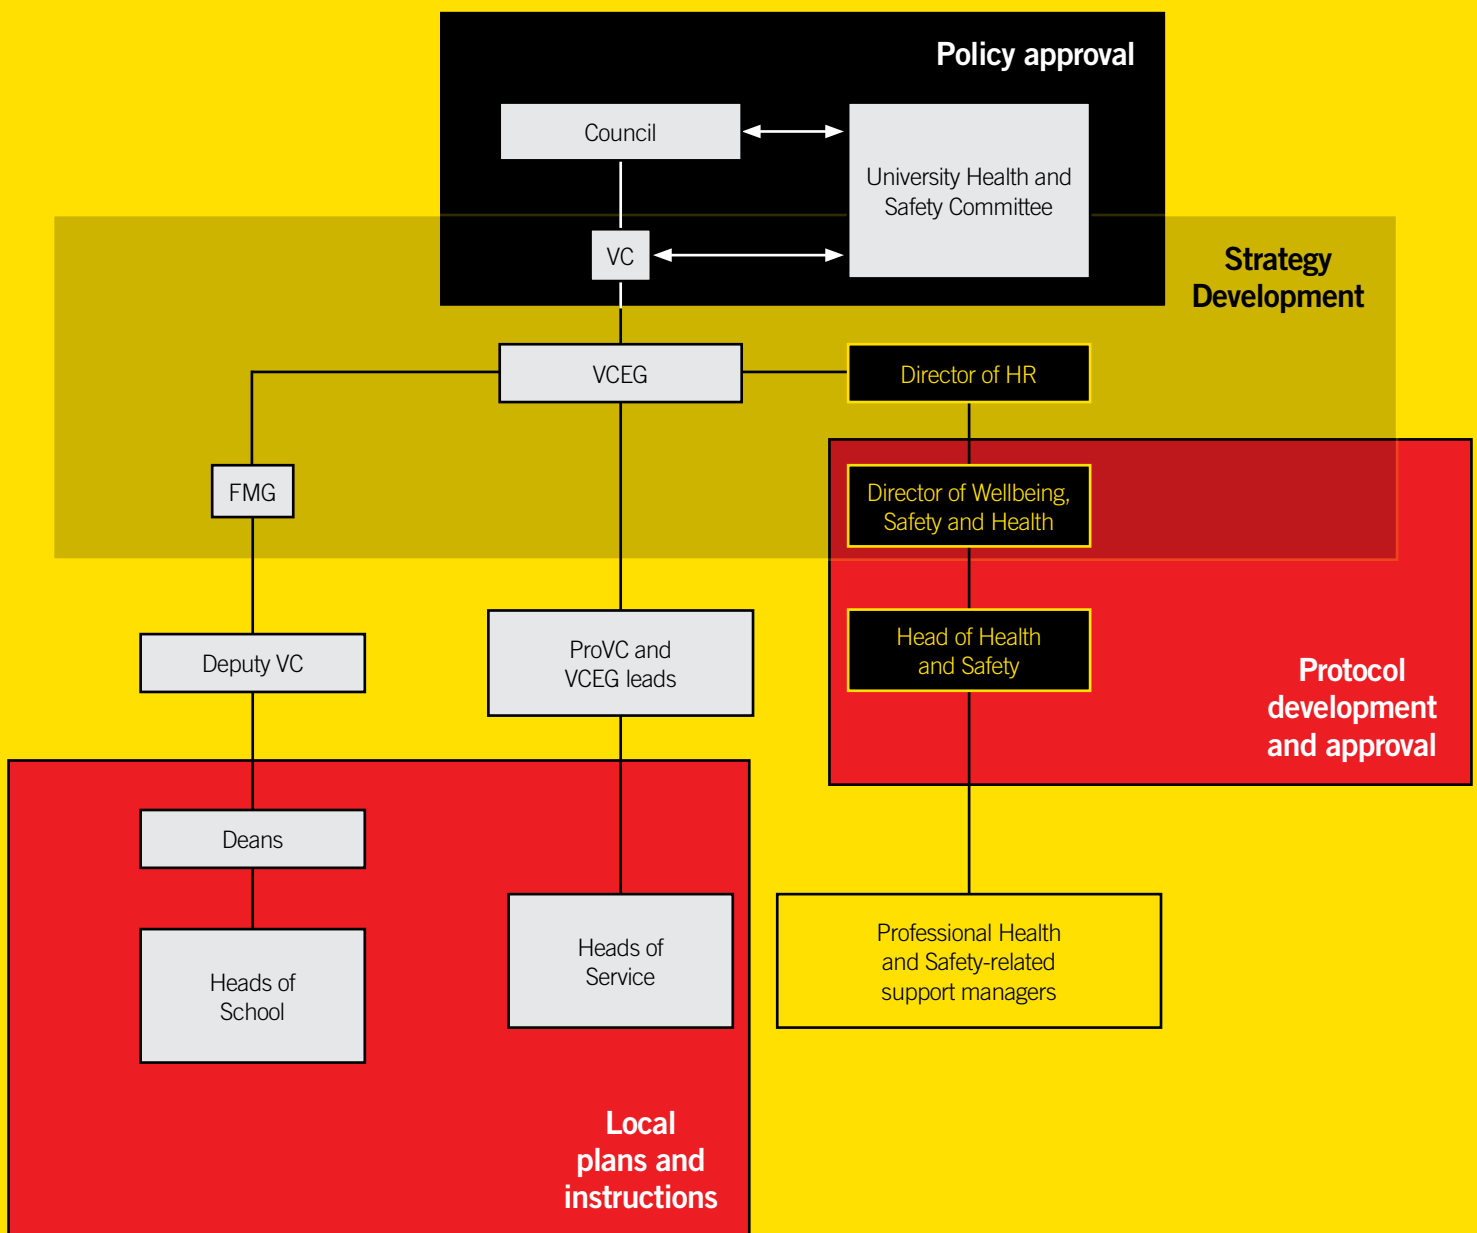 Policy approval
Council
University Health and
Safety Committee
VC
Strategy
Development
VCEG
Director of HR
FMG
Director of Wellbeing,
Safety and Health
Deputy VC
ProVC and
VCEG leads
Head of Health
and Safety
Protocol
development
and approval
Deans
Heads of
School
Heads of
Service
Professional Health
and Safety-related
support managers
Local
plans and
instructions